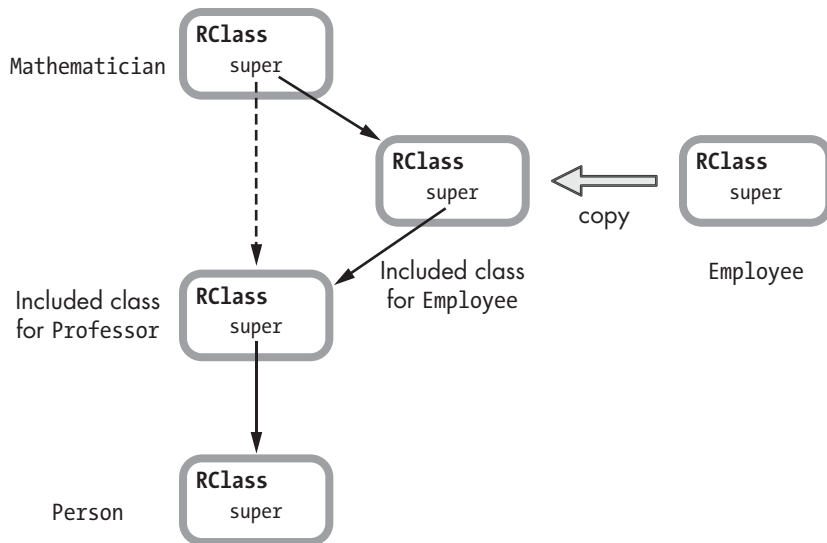 Mathematician
RClass
super
RClass
super
copy
RClass
super
Employee
Included class
for Employee
Included class
for Professor
RClass
super
Person
RClass
super